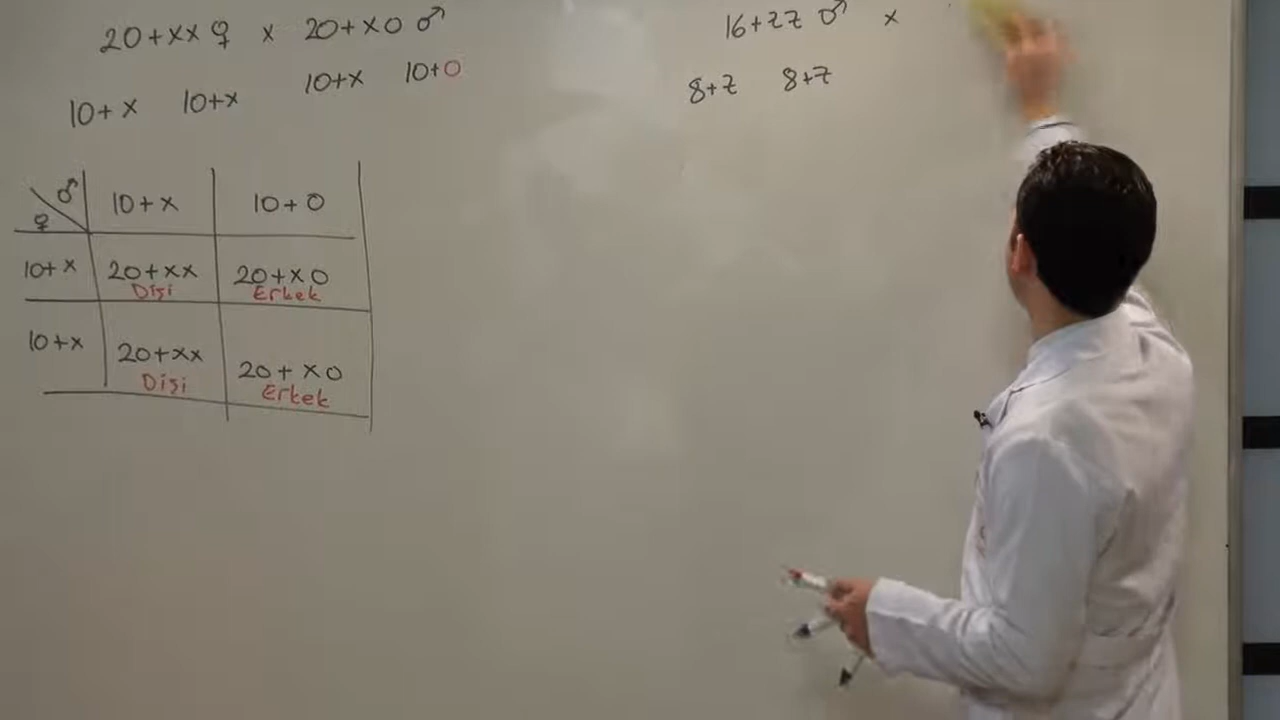 20+xx ♀ x 20+x0 ♂
10+x 10+x 10+x 10+0
♂ 10+x 10+0
♀
10+x 20+xx 20+x0
Dişi Erkek
10+x 20+xx 20+x0
Dişi Erkek
16+ZZ ♂ x
8+Z 8+Z